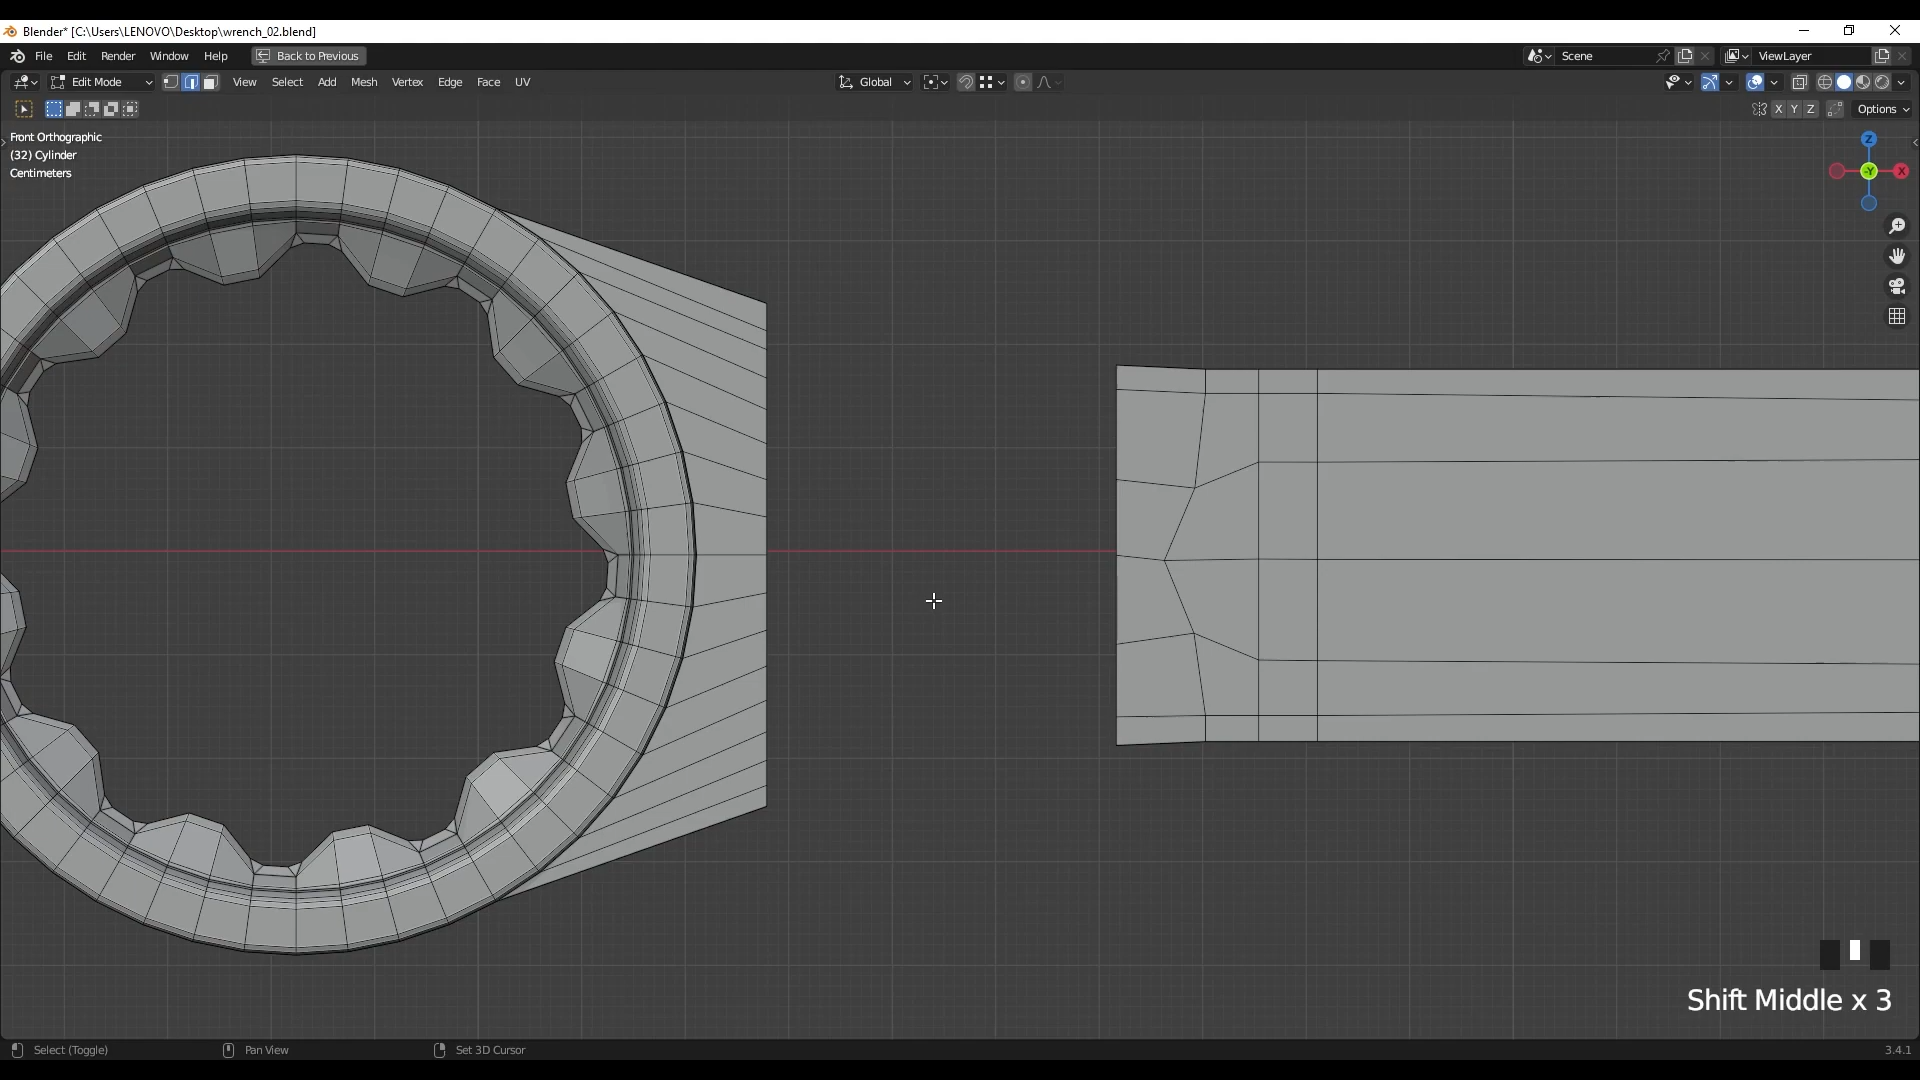 Blender* [C:\Users\LENOVO\Desktop\wrench_02.blend]
File Edit Render Window Help Back to Previous Scene ViewLayer
Edit Mode View Select Add Mesh Vertex Edge Face UV Global
X Y Z Options
Front Orthographic
(32) Cylinder
Centimeters
Z
-Y X
Shift Middle x 3
Select (Toggle) Pan View Set 3D Cursor 3.4.1